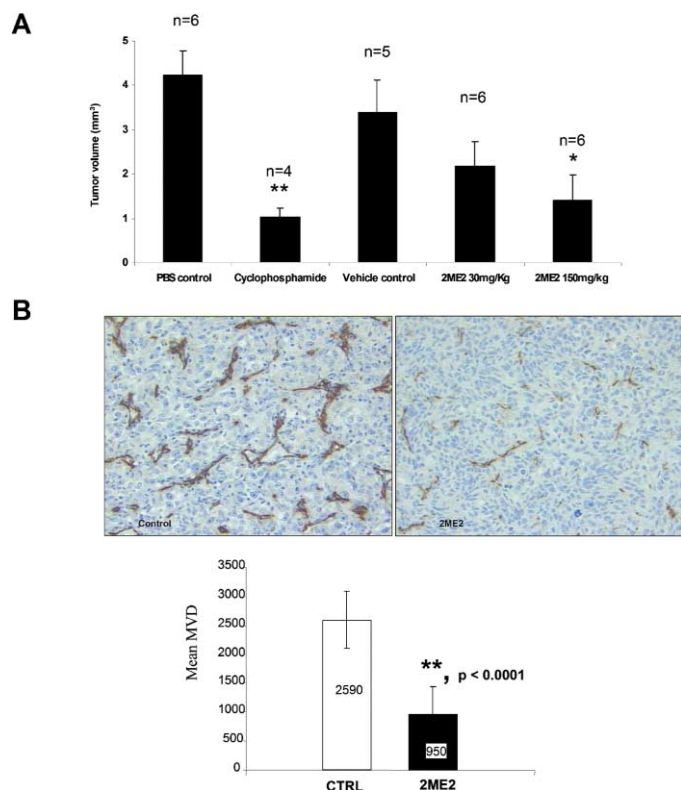 A
n=6
n=4
**
n=5
n=6
n=6
*
Tumor volume (mm³)
5
4
3
2
1
0
PBS control Cyclophosphamide Vehicle control 2ME2 30mg/Kg 2ME2 150mg/kg
B
Control 2ME2
Mean MVD
3500
3000
2500
2000
1500
1000
500
0
2590
**, p < 0.0001
950
CTRL 2ME2